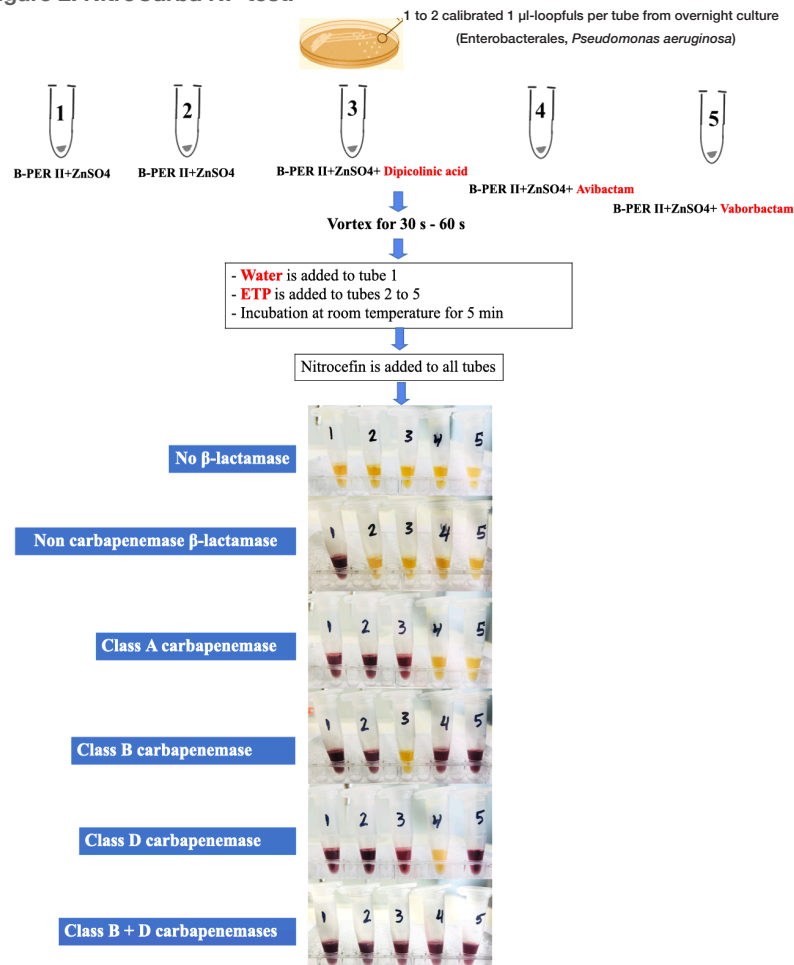 1 to 2 calibrated 1 µl-loopfuls per tube from overnight culture
(Enterobacterales, Pseudomonas aeruginosa)
1
2
3
4
5
B-PER II+ZnSO4
B-PER II+ZnSO4
B-PER II+ZnSO4+ Dipicolinic acid
B-PER II+ZnSO4+ Avibactam
B-PER II+ZnSO4+ Vaborbactam
Vortex for 30 s - 60 s
- Water is added to tube 1
- ETP is added to tubes 2 to 5
- Incubation at room temperature for 5 min
Nitrocefin is added to all tubes
No β-lactamase
1 2 3 4 5
Non carbapenemase β-lactamase
1 2 3 4 5
Class A carbapenemase
1 2 3 4 5
Class B carbapenemase
1 2 3 4 5
Class D carbapenemase
1 2 3 4 5
Class B + D carbapenemases
1 2 3 4 5